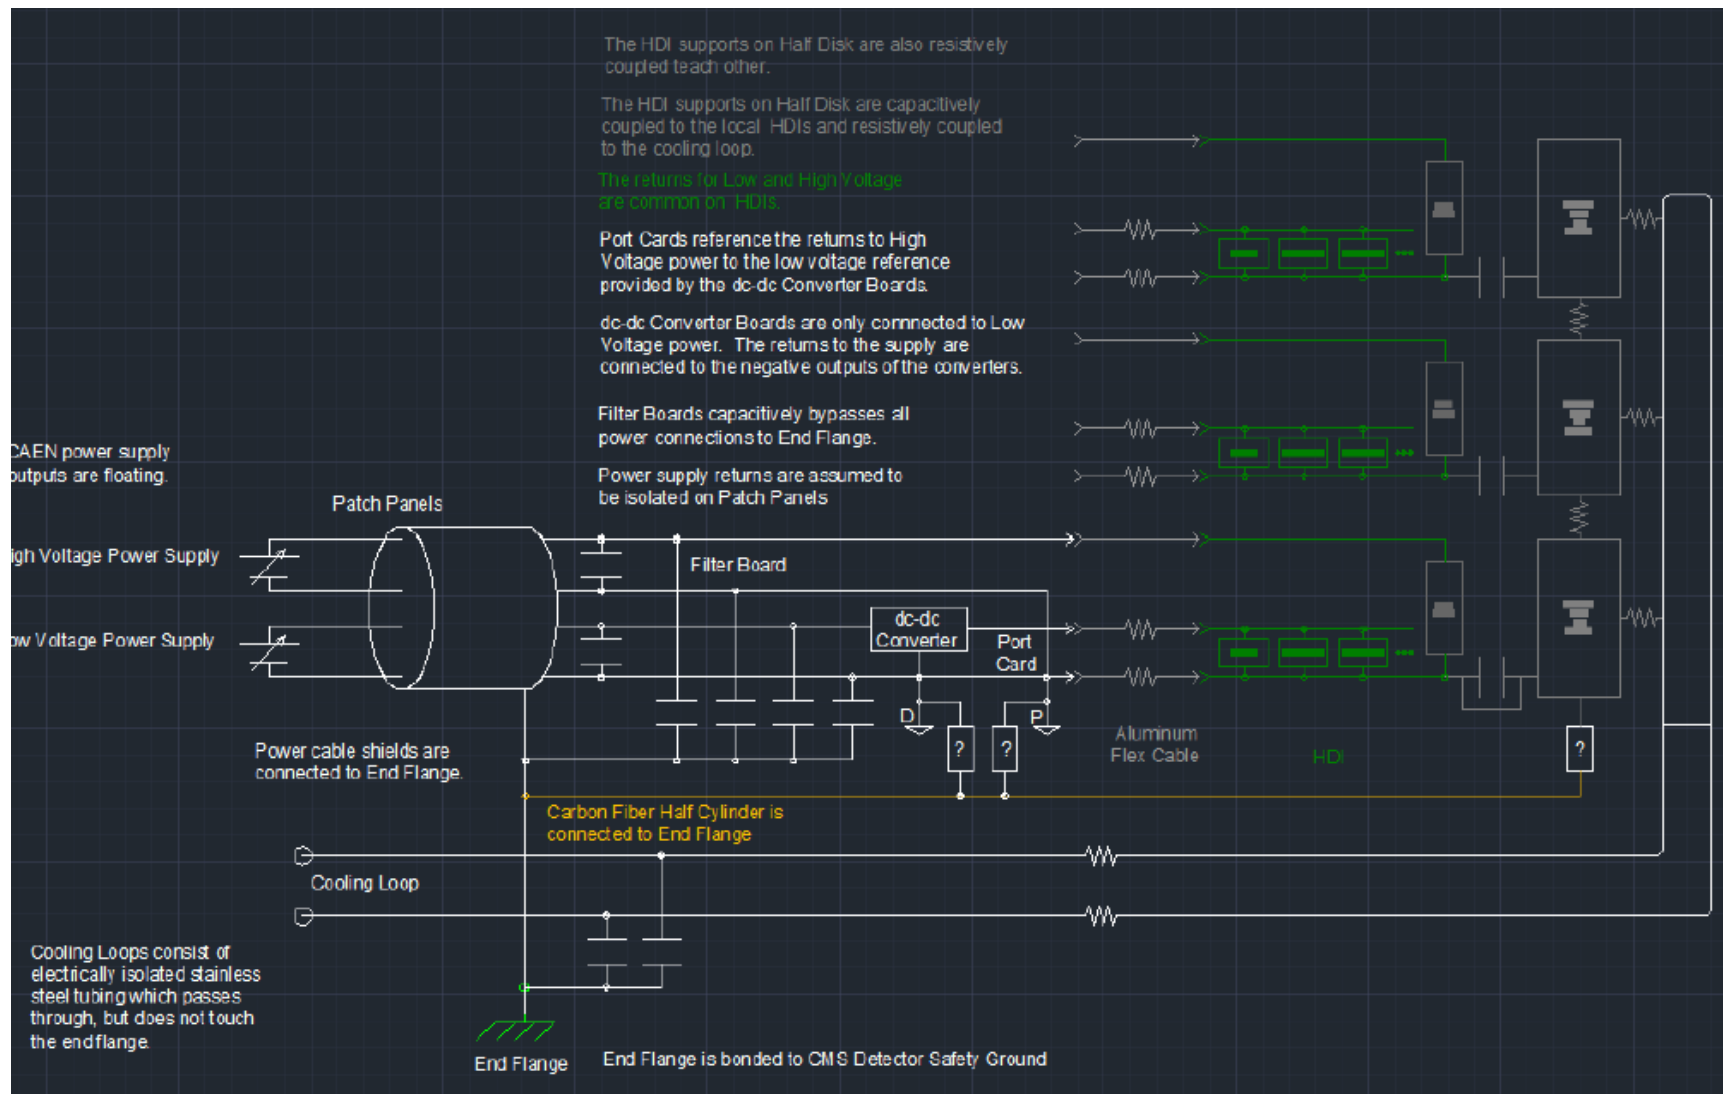 The HDI supports on Half Disk are also resistively
coupled teach other.
The HDI supports on Half Disk are capacitively
coupled to the local HDIs and resistively coupled
to the cooling loop.
The returns for Low and High Voltage
are common on HDIs.
Port Cards reference the returns to High
Voltage power to the low voltage reference
provided by the dc-dc Converter Boards.
dc-dc Converter Boards are only connnected to Low
Voltage power. The returns to the supply are
connected to the negative outputs of the converters.
Filter Boards capacitively bypasses all
power connections to End Flange.
CAEN power supply
outputs are floating.
Power supply returns are assumed to
be isolated on Patch Panels
Patch Panels
igh Voltage Power Supply
Filter Board
ow Voltage Power Supply
dc-dc
Converter
Port
Card
D
P
?
?
?
Aluminum
Flex Cable
HDI
Power cable shields are
connected to End Flange.
Carbon Fiber Half Cylinder is
connected to End Flange
Cooling Loop
Cooling Loops consist of
electrically isolated stainless
steel tubing which passes
through, but does not touch
the end flange.
End Flange
End Flange is bonded to CMS Detector Safety Ground